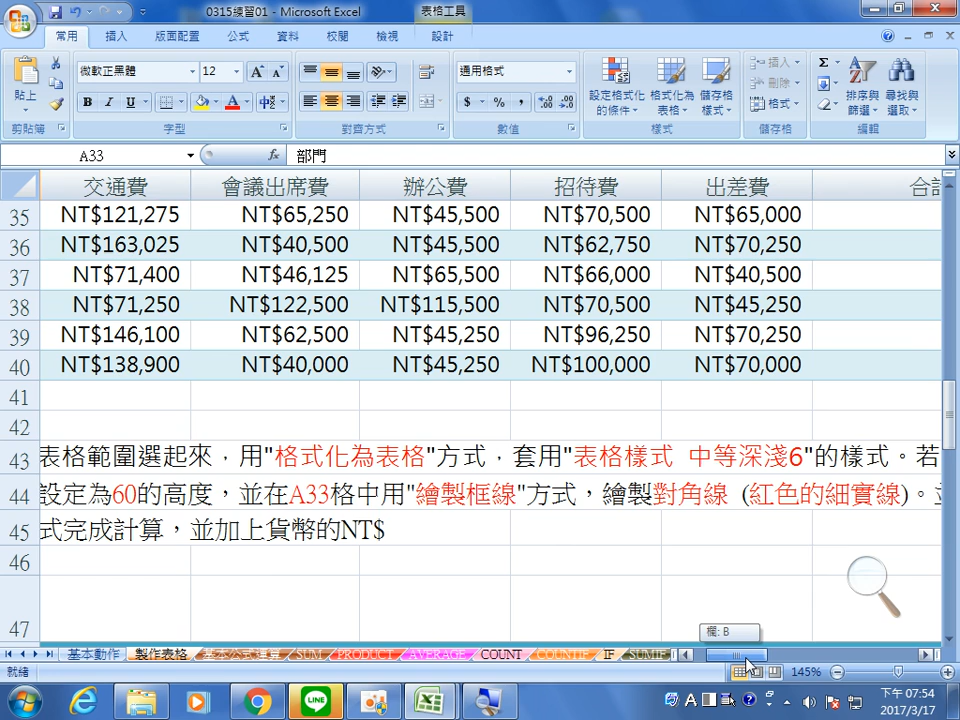 0315練習01 - Microsoft Excel 表格工具
常用 插入 版面配置 公式 資料 校閱 檢視 設計
貼上 微軟正黑體 12 A A 通用格式 設定格式化的條件 格式化為表格 儲存格樣式 插入 刪除 格式 Σ 排序與篩選 尋找與選取
B I U A 中 $ % ,
剪貼簿 字型 對齊方式 數值 樣式 儲存格 編輯
A33 fx 部門
交通費 會議出席費 辦公費 招待費 出差費
35 NT$121,275 NT$65,250 NT$45,500 NT$70,500 NT$65,000
36 NT$163,025 NT$40,500 NT$45,500 NT$62,750 NT$70,250
37 NT$71,400 NT$46,125 NT$65,500 NT$66,000 NT$40,500
38 NT$71,250 NT$122,500 NT$115,500 NT$70,500 NT$45,250
39 NT$146,100 NT$62,500 NT$45,250 NT$96,250 NT$70,250
40 NT$138,900 NT$40,000 NT$45,250 NT$100,000 NT$70,000
41
42
43 表格範圍選起來，用"格式化為表格"方式，套用"表格樣式 中等深淺6"的樣式。若
44 設定為60的高度，並在A33格中用"繪製框線"方式，繪製對角線 (紅色的細實線)。
45 式完成計算，並加上貨幣的NT$
46
47
欄: B
基本動作 製作表格 基本公式運算 SUM PRODUCT AVERAGE COUNT COUNTIF IF SUMIF
就緒 145%
LINE A 下午 07:54
2017/3/17